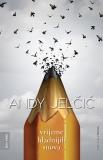 ANDY JELČIĆ
vrijeme
hladnijih
snova